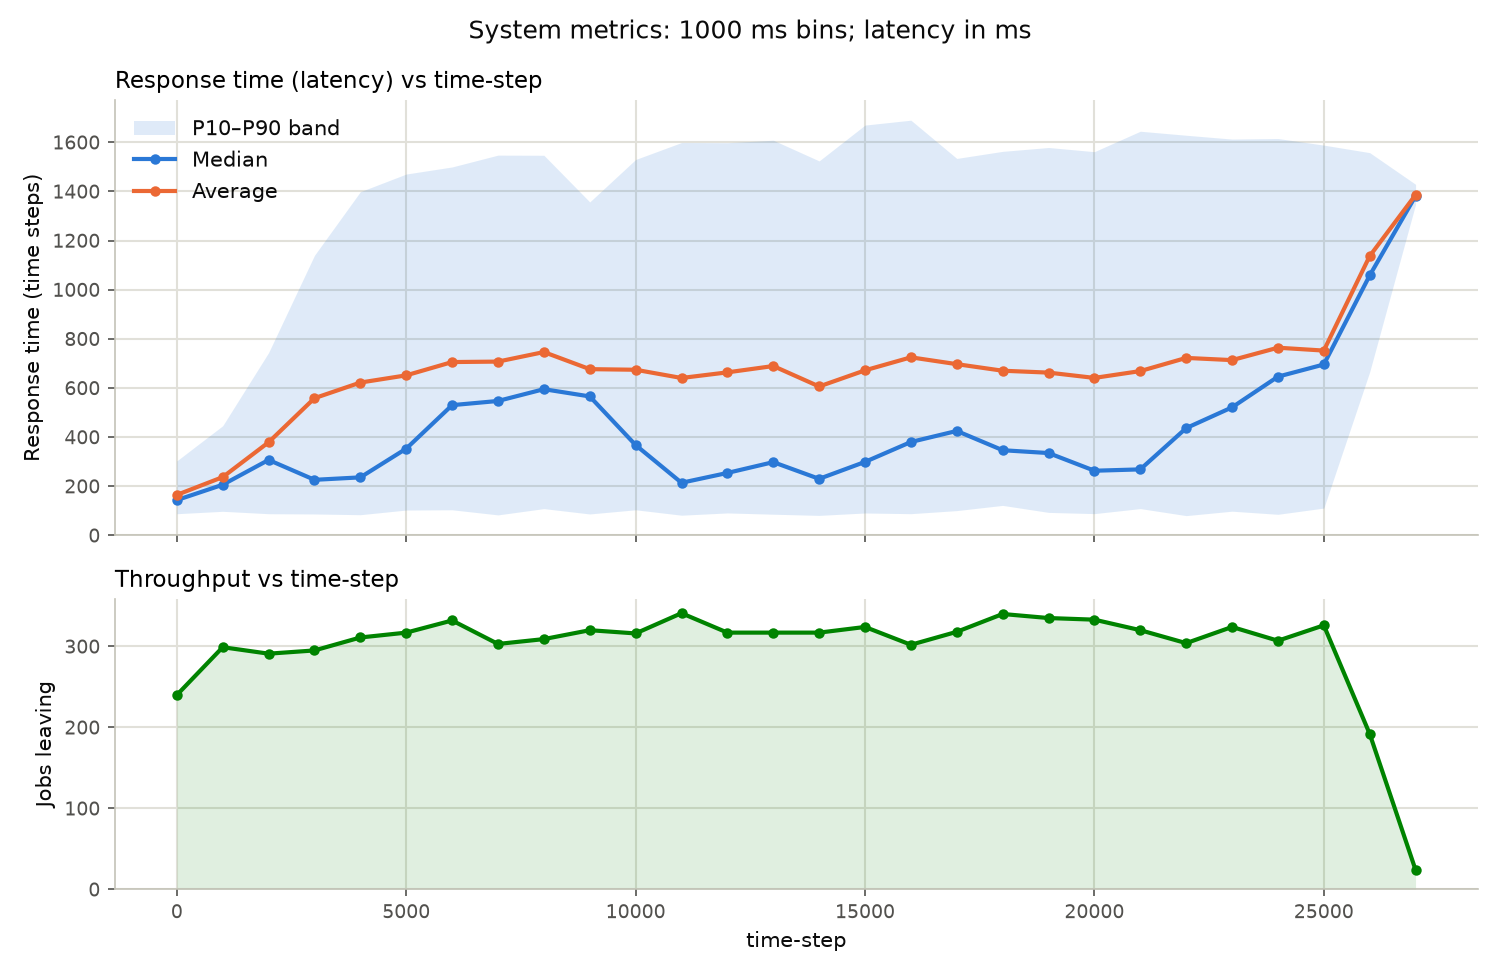 System metrics: 1000 ms bins; latency in ms
Response time (latency) vs time-step
P10–P90 band
Median
Average
Response time (time steps)
1600
1400
1200
1000
800
600
400
200
0
Throughput vs time-step
Jobs leaving
300
200
100
0
0 5000 10000 15000 20000 25000
time-step